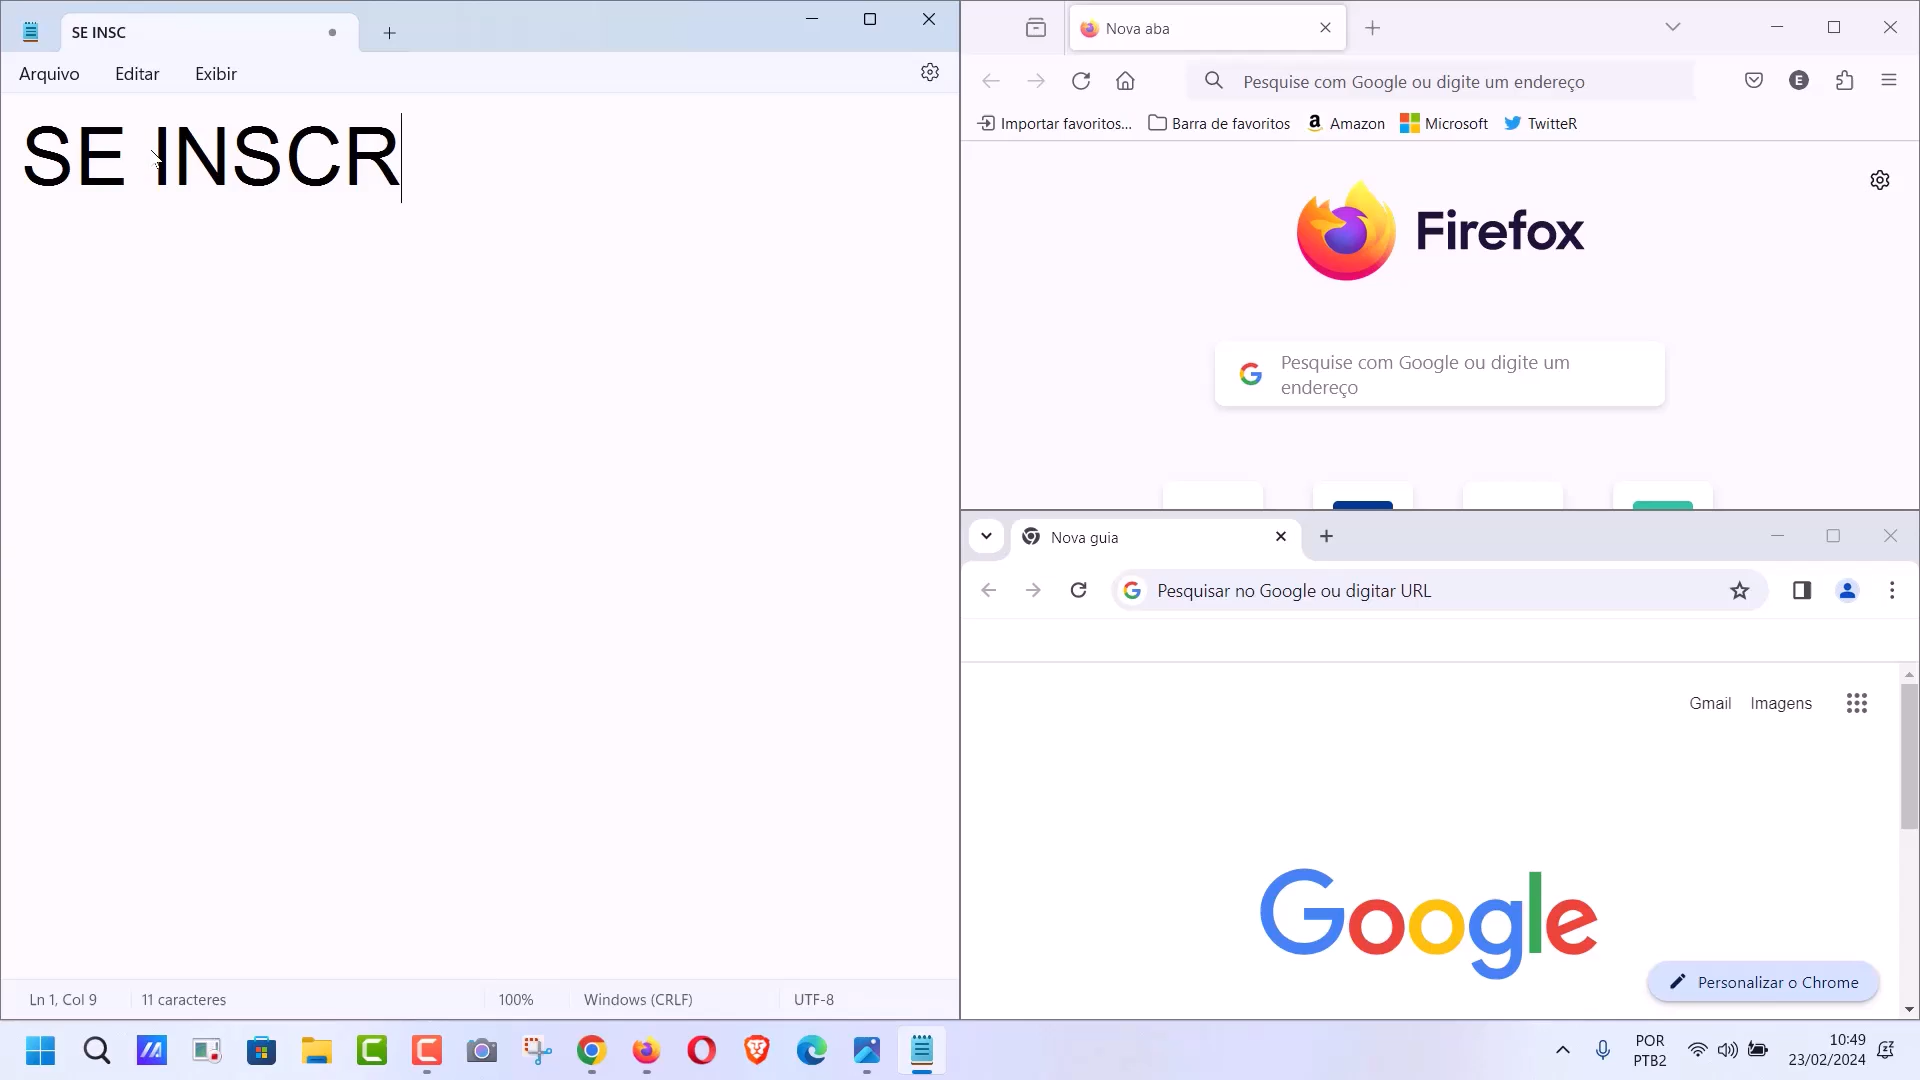 SE INSC
Arquivo Editar Exibir
SE INSCR
Ln 1, Col 9 11 caracteres 100% Windows (CRLF) UTF-8
Nova aba
Pesquise com Google ou digite um endereço
E
Importar favoritos... Barra de favoritos Amazon Microsoft TwitteR
Firefox
Pesquise com Google ou digite um
endereço
Nova guia
Pesquisar no Google ou digitar URL
Gmail Imagens
Google
Personalizar o Chrome
POR
PTB2
10:49
23/02/2024